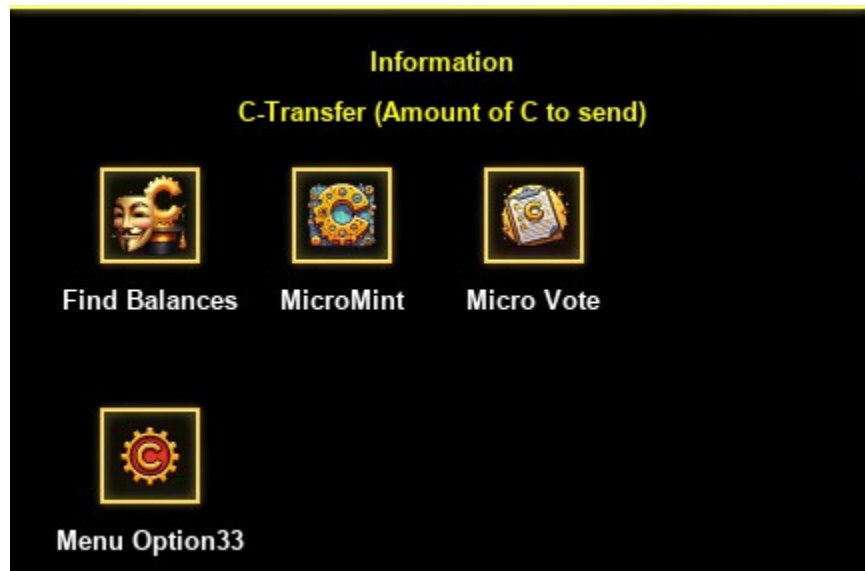 Information
C-Transfer (Amount of C to send)
Find Balances MicroMint Micro Vote
Menu Option33